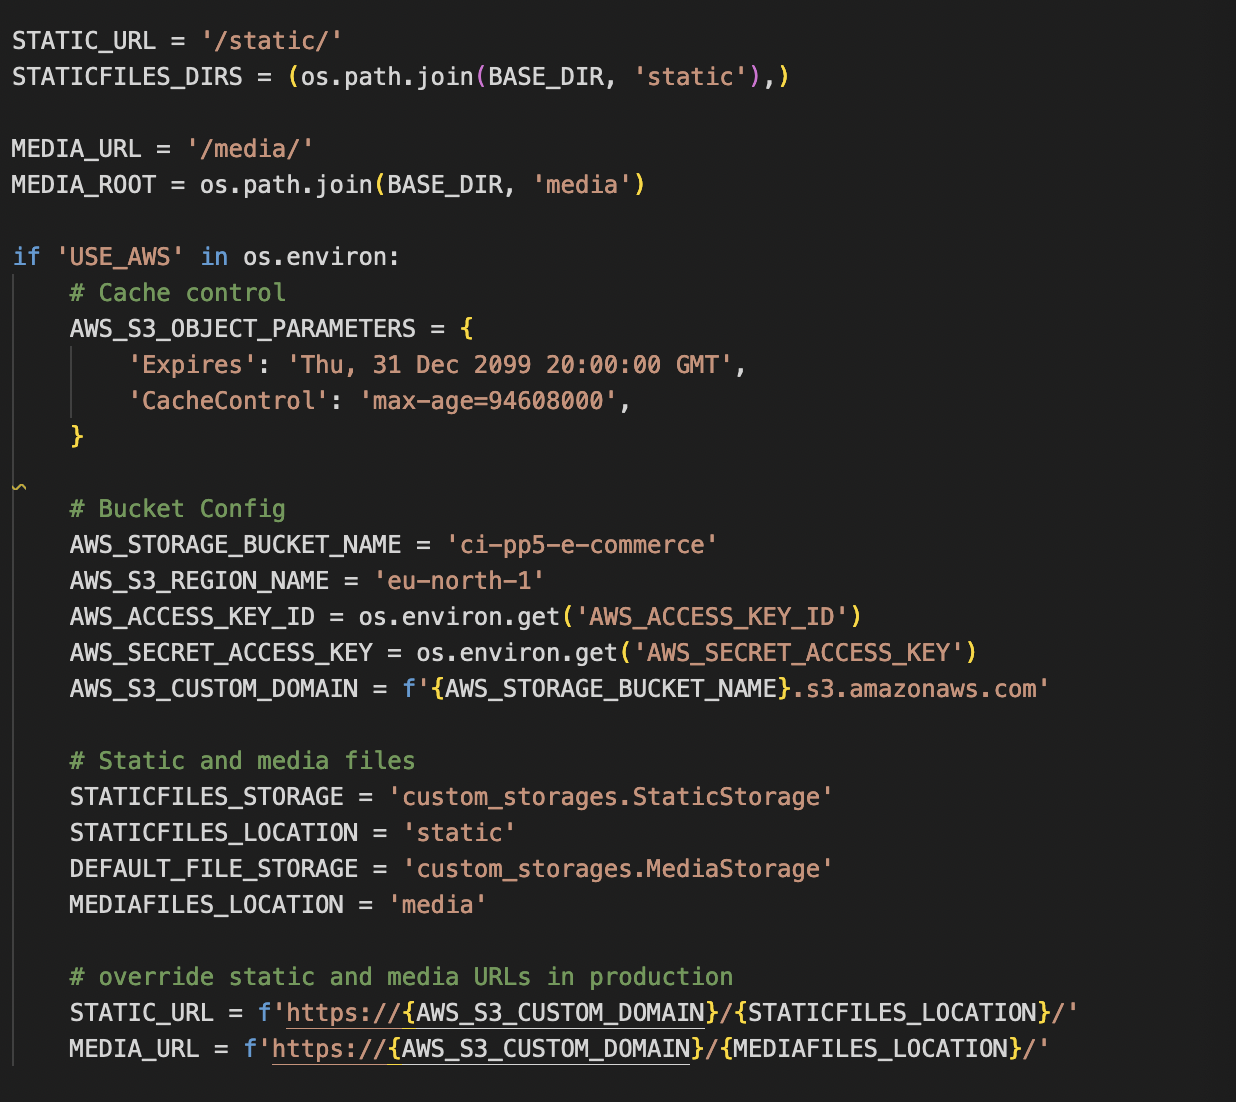 STATIC_URL = '/static/'
STATICFILES_DIRS = (os.path.join(BASE_DIR, 'static'),)
MEDIA_URL = '/media/'
MEDIA_ROOT = os.path.join(BASE_DIR, 'media')
if 'USE_AWS' in os.environ:
    # Cache control
    AWS_S3_OBJECT_PARAMETERS = {
        'Expires': 'Thu, 31 Dec 2099 20:00:00 GMT',
        'CacheControl': 'max-age=94608000',
    }
    # Bucket Config
    AWS_STORAGE_BUCKET_NAME = 'ci-pp5-e-commerce'
    AWS_S3_REGION_NAME = 'eu-north-1'
    AWS_ACCESS_KEY_ID = os.environ.get('AWS_ACCESS_KEY_ID')
    AWS_SECRET_ACCESS_KEY = os.environ.get('AWS_SECRET_ACCESS_KEY')
    AWS_S3_CUSTOM_DOMAIN = f'{AWS_STORAGE_BUCKET_NAME}.s3.amazonaws.com'
    # Static and media files
    STATICFILES_STORAGE = 'custom_storages.StaticStorage'
    STATICFILES_LOCATION = 'static'
    DEFAULT_FILE_STORAGE = 'custom_storages.MediaStorage'
    MEDIAFILES_LOCATION = 'media'
    # override static and media URLs in production
    STATIC_URL = f'https://{AWS_S3_CUSTOM_DOMAIN}/{STATICFILES_LOCATION}/'
    MEDIA_URL = f'https://{AWS_S3_CUSTOM_DOMAIN}/{MEDIAFILES_LOCATION}/'